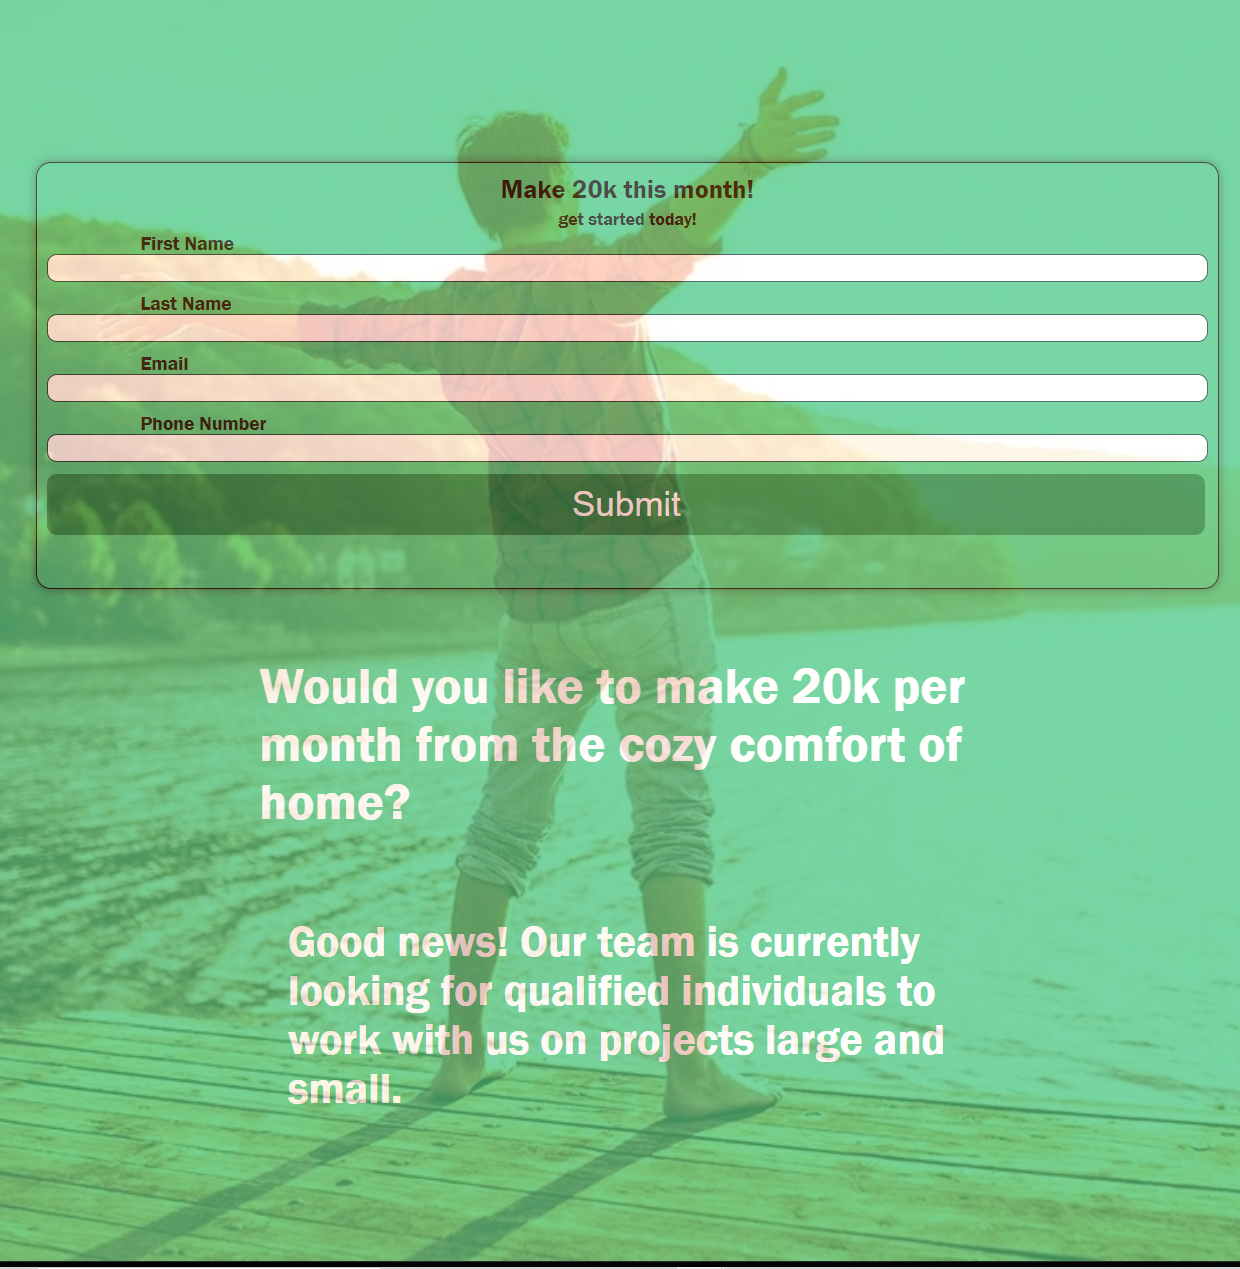 Make 20k this month!
get started today!
First Name
Last Name
Email
Phone Number
Submit
Would you like to make 20k per
month from the cozy comfort of
home?
Good news! Our team is currently
looking for qualified individuals to
work with us on projects large and
small.